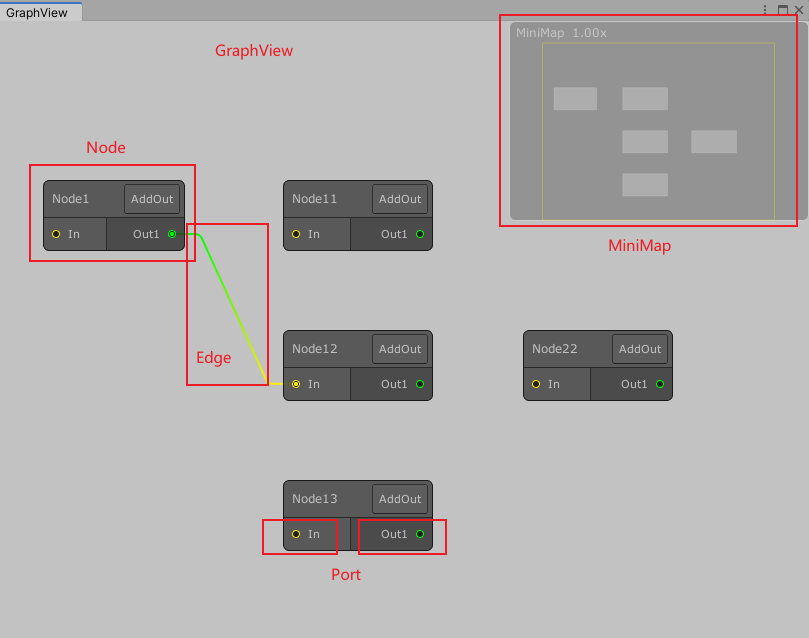 GraphView
GraphView
MiniMap 1.00x
MiniMap
Node
Node1 AddOut
In Out1
Node11 AddOut
In Out1
Edge
Node12 AddOut
In Out1
Node22 AddOut
In Out1
Node13 AddOut
In Out1
Port